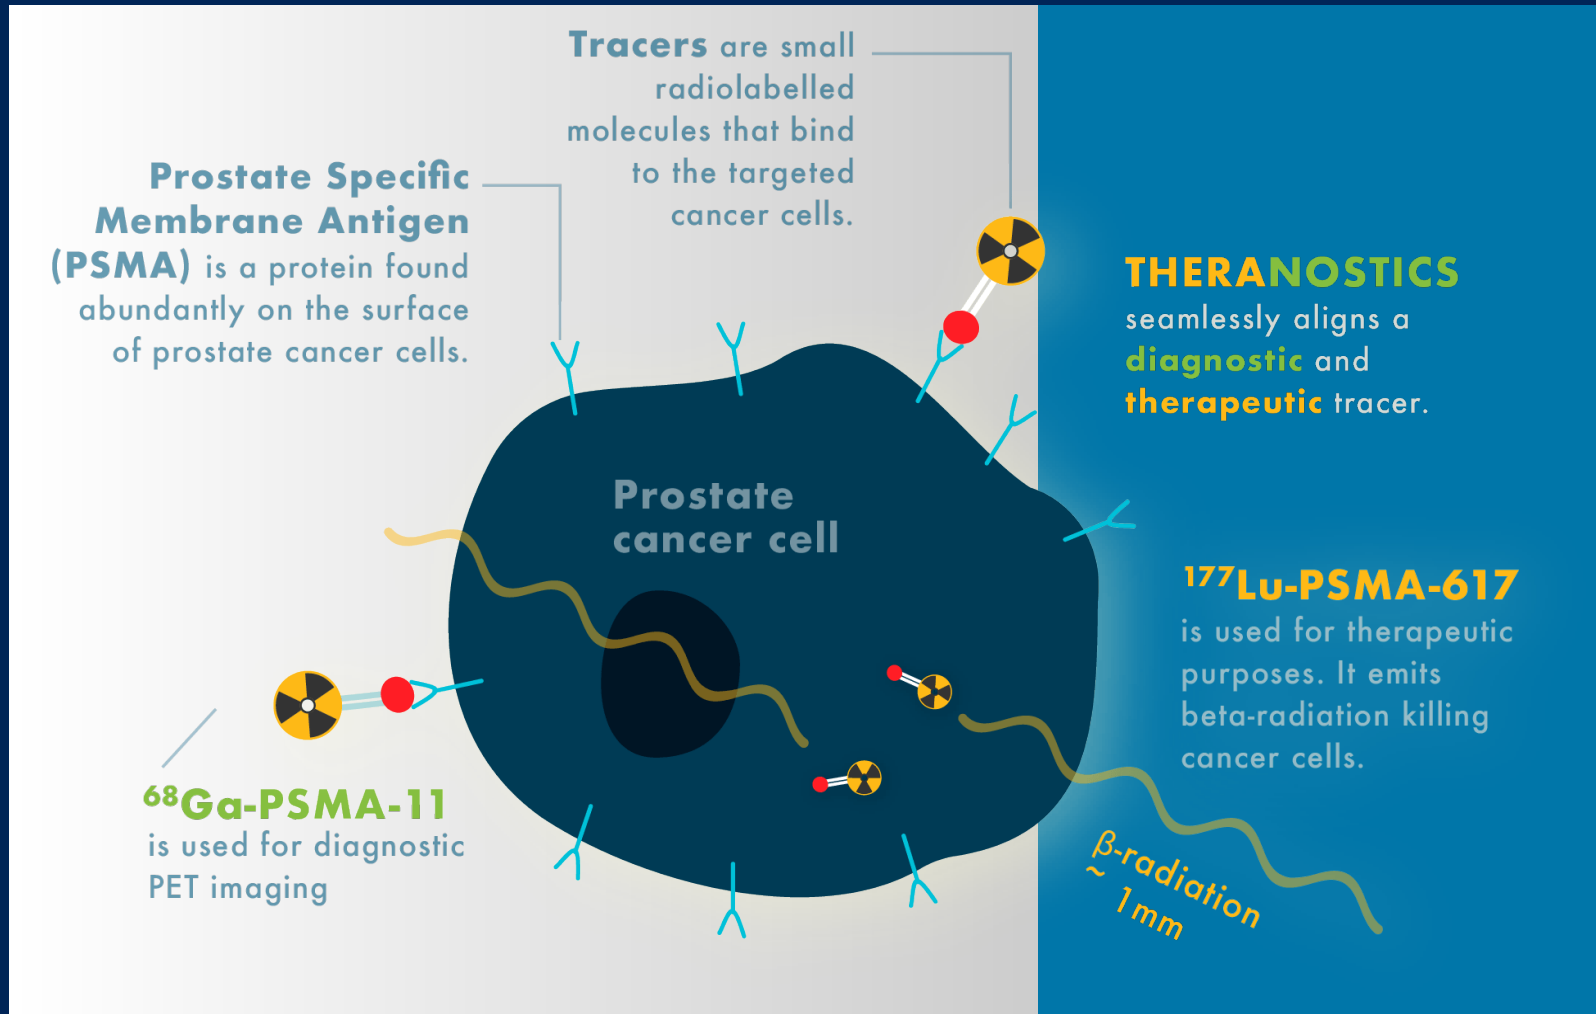 Tracers are small
radiolabelled
molecules that bind
to the targeted
cancer cells.
Prostate Specific
Membrane Antigen
(PSMA) is a protein found
abundantly on the surface
of prostate cancer cells.
THERANOSTICS
seamlessly aligns a
diagnostic and
therapeutic tracer.
Prostate
cancer cell
¹⁷⁷Lu-PSMA-617
is used for therapeutic
purposes. It emits
beta-radiation killing
cancer cells.
⁶⁸Ga-PSMA-11
is used for diagnostic
PET imaging
β-radiation
~ 1mm